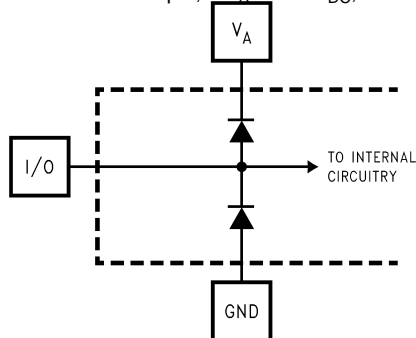 V_A
I/O
TO INTERNAL
CIRCUITRY
GND